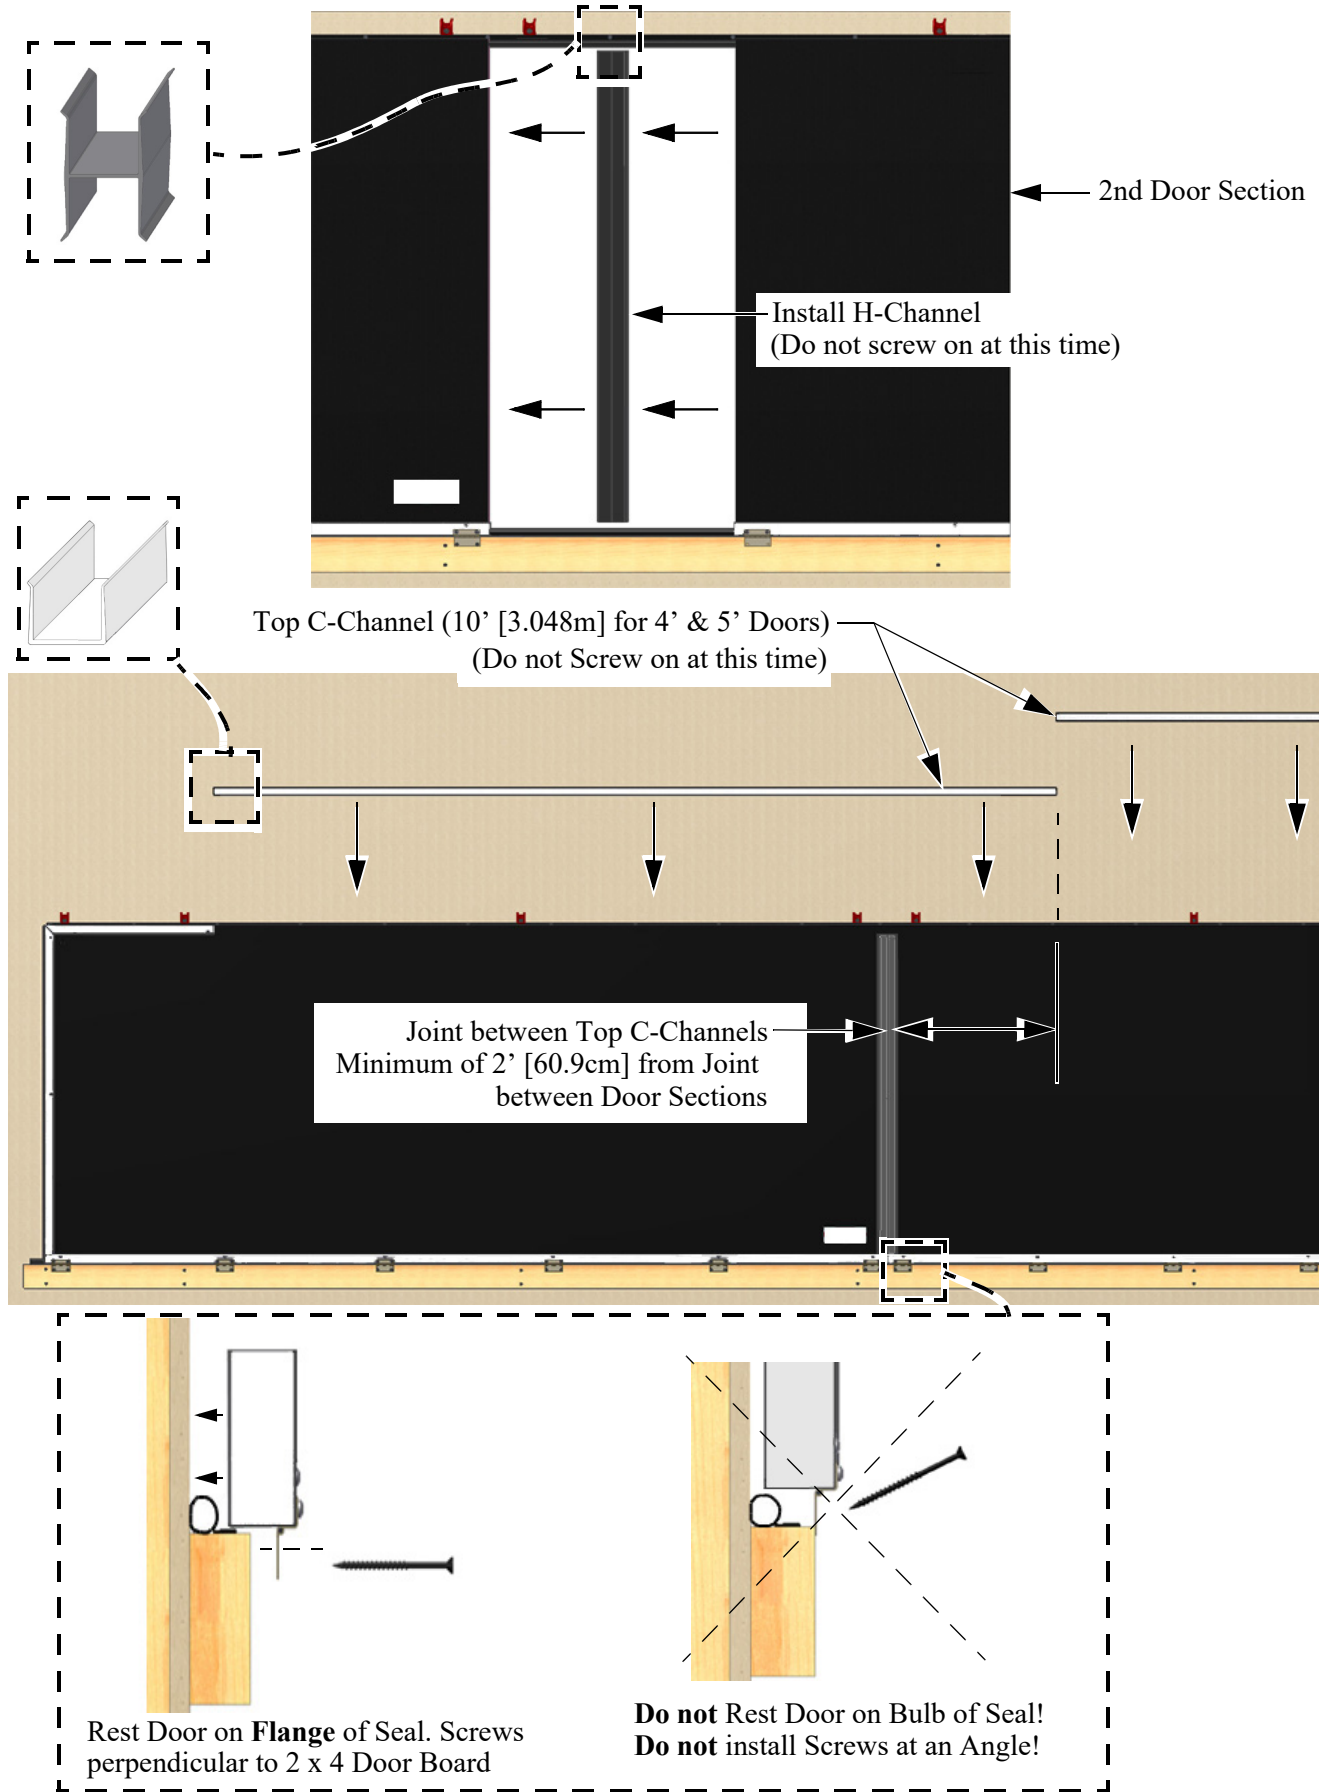 2nd Door Section
Install H-Channel
(Do not screw on at this time)
Top C-Channel (10’ [3.048m] for 4’ & 5’ Doors)
(Do not Screw on at this time)
Joint between Top C-Channels
Minimum of 2’ [60.9cm] from Joint
between Door Sections
Rest Door on Flange of Seal. Screws
perpendicular to 2 x 4 Door Board
Do not Rest Door on Bulb of Seal!
Do not install Screws at an Angle!